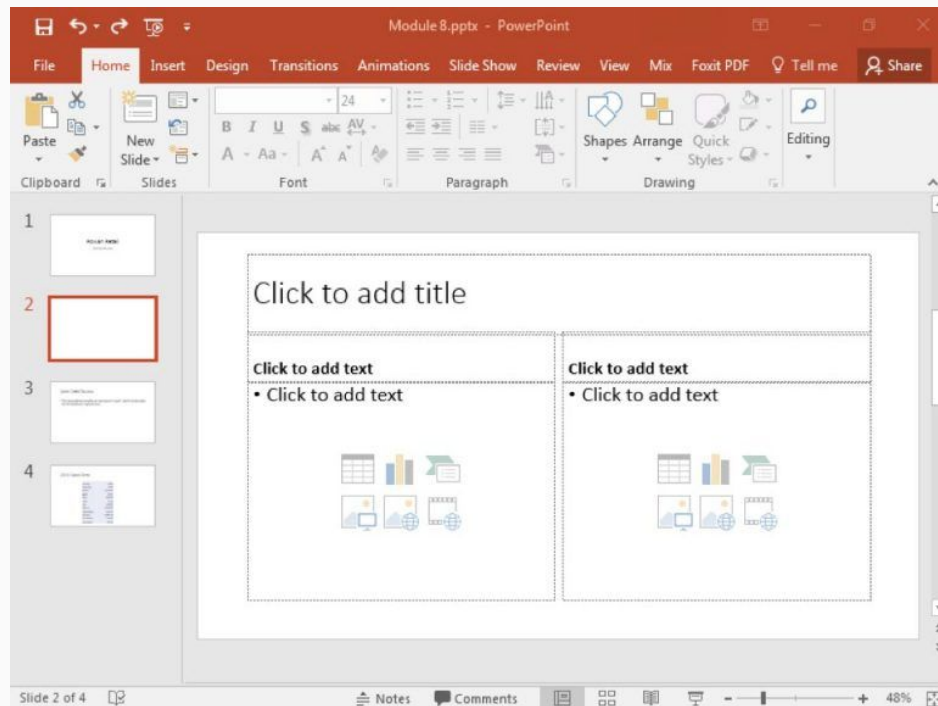 Module 8.pptx - PowerPoint
File Home Insert Design Transitions Animations Slide Show Review View Mix Foxit PDF Tell me Share
24
B I U S abc AV
A Aa A A
Paste New Slide Shapes Arrange Quick Styles Editing
Clipboard Slides Font Paragraph Drawing
1
2
3
4
Click to add title
Click to add text Click to add text
• Click to add text • Click to add text
Slide 2 of 4 Notes Comments 48%